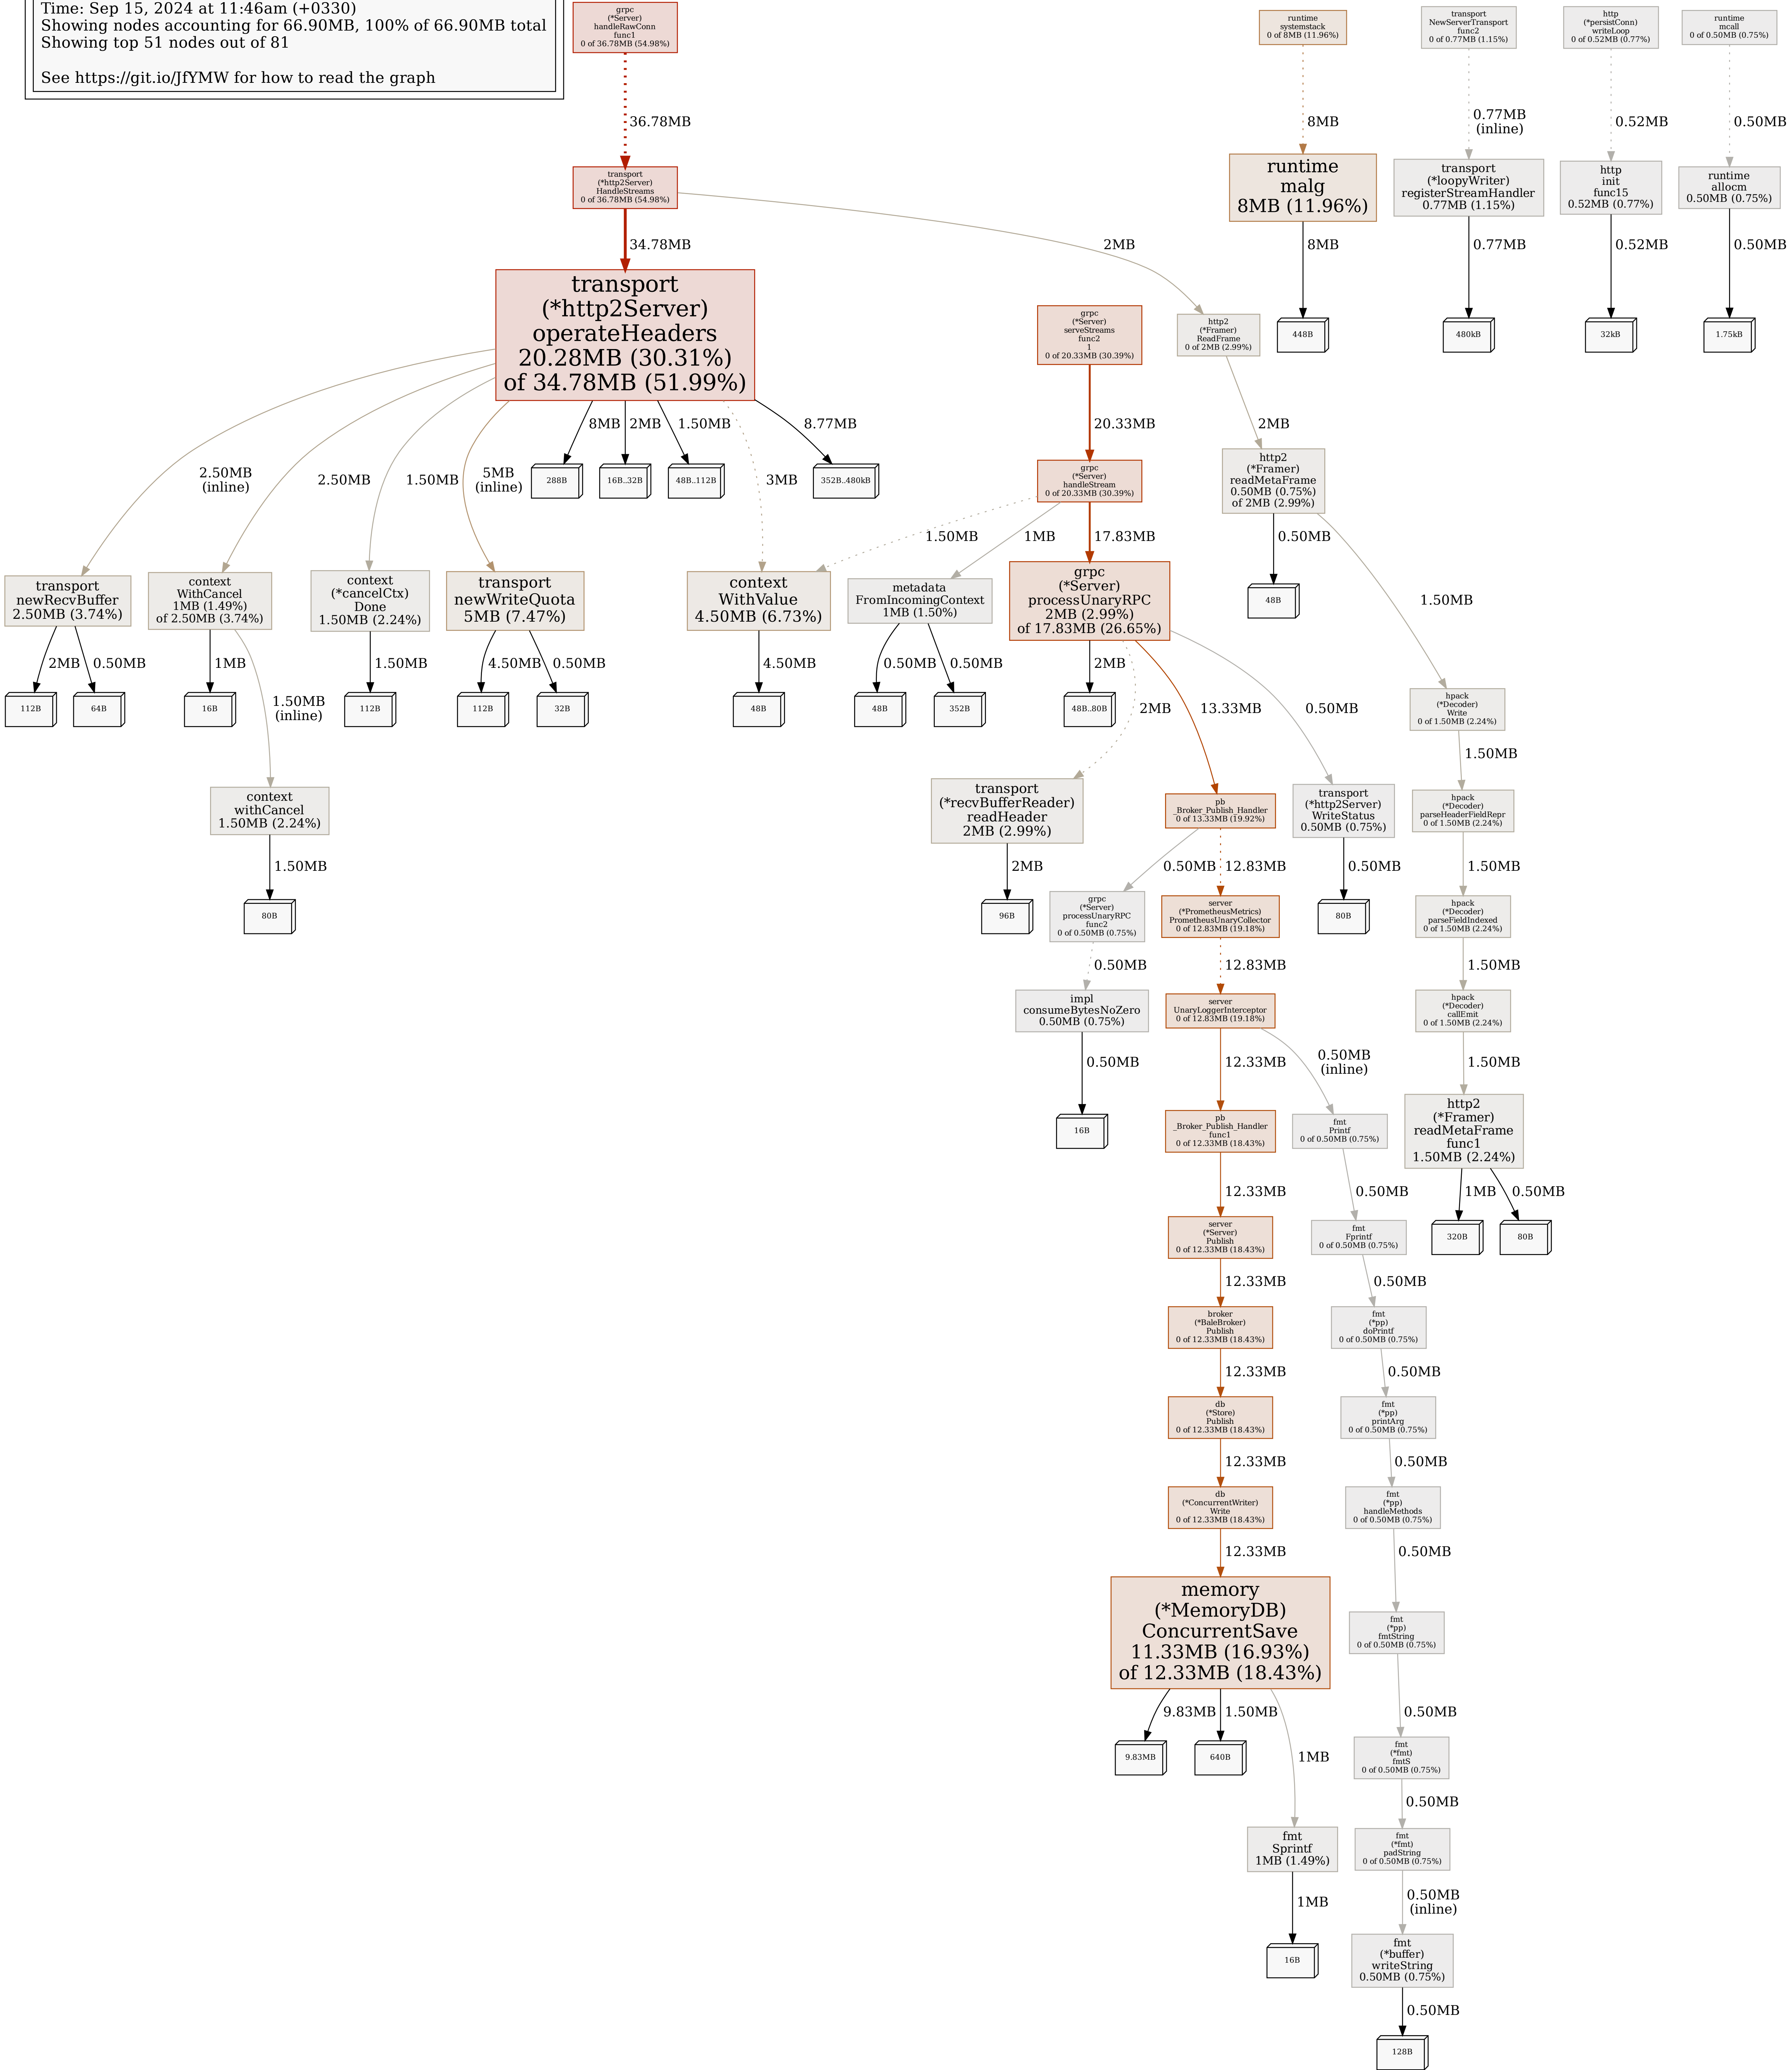 Time: Sep 15, 2024 at 11:46am (+0330)
Showing nodes accounting for 66.90MB, 100% of 66.90MB total
Showing top 51 nodes out of 81
See https://git.io/JfYMW for how to read the graph
grpc
(*Server)
handleRawConn
func1
0 of 36.78MB (54.98%)
runtime
systemstack
0 of 8MB (11.96%)
transport
NewServerTransport
func2
0 of 0.77MB (1.15%)
http
(*persistConn)
writeLoop
0 of 0.52MB (0.77%)
runtime
mcall
0 of 0.50MB (0.75%)
36.78MB
8MB
0.77MB
(inline)
0.52MB
0.50MB
transport
(*http2Server)
HandleStreams
0 of 36.78MB (54.98%)
runtime
malg
8MB (11.96%)
transport
(*loopyWriter)
registerStreamHandler
0.77MB (1.15%)
http
init
func15
0.52MB (0.77%)
runtime
allocm
0.50MB (0.75%)
34.78MB
2MB
8MB
0.77MB
0.52MB
0.50MB
transport
(*http2Server)
operateHeaders
20.28MB (30.31%)
of 34.78MB (51.99%)
grpc
(*Server)
serveStreams
func2
1
0 of 20.33MB (30.39%)
http2
(*Framer)
ReadFrame
0 of 2MB (2.99%)
448B
480kB
32kB
1.75kB
2.50MB
(inline)
2.50MB
1.50MB
5MB
(inline)
8MB
2MB
1.50MB
3MB
8.77MB
20.33MB
2MB
288B
16B..32B
48B..112B
352B..480kB
grpc
(*Server)
handleStream
0 of 20.33MB (30.39%)
http2
(*Framer)
readMetaFrame
0.50MB (0.75%)
of 2MB (2.99%)
1.50MB
1MB
17.83MB
0.50MB
1.50MB
transport
newRecvBuffer
2.50MB (3.74%)
context
WithCancel
1MB (1.49%)
of 2.50MB (3.74%)
context
(*cancelCtx)
Done
1.50MB (2.24%)
transport
newWriteQuota
5MB (7.47%)
context
WithValue
4.50MB (6.73%)
metadata
FromIncomingContext
1MB (1.50%)
grpc
(*Server)
processUnaryRPC
2MB (2.99%)
of 17.83MB (26.65%)
48B
2MB
0.50MB
1MB
1.50MB
(inline)
1.50MB
4.50MB
0.50MB
4.50MB
0.50MB
0.50MB
2MB
2MB
13.33MB
0.50MB
112B
64B
16B
112B
112B
32B
48B
48B
352B
48B..80B
hpack
(*Decoder)
Write
0 of 1.50MB (2.24%)
1.50MB
context
withCancel
1.50MB (2.24%)
transport
(*recvBufferReader)
readHeader
2MB (2.99%)
pb
_Broker_Publish_Handler
0 of 13.33MB (19.92%)
transport
(*http2Server)
WriteStatus
0.50MB (0.75%)
hpack
(*Decoder)
parseHeaderFieldRepr
0 of 1.50MB (2.24%)
1.50MB
2MB
0.50MB
12.83MB
0.50MB
1.50MB
80B
96B
grpc
(*Server)
processUnaryRPC
func2
0 of 0.50MB (0.75%)
server
(*PrometheusMetrics)
PrometheusUnaryCollector
0 of 12.83MB (19.18%)
80B
hpack
(*Decoder)
parseFieldIndexed
0 of 1.50MB (2.24%)
0.50MB
12.83MB
1.50MB
impl
consumeBytesNoZero
0.50MB (0.75%)
server
UnaryLoggerInterceptor
0 of 12.83MB (19.18%)
hpack
(*Decoder)
callEmit
0 of 1.50MB (2.24%)
0.50MB
12.33MB
0.50MB
(inline)
1.50MB
16B
pb
_Broker_Publish_Handler
func1
0 of 12.33MB (18.43%)
fmt
Printf
0 of 0.50MB (0.75%)
http2
(*Framer)
readMetaFrame
func1
1.50MB (2.24%)
12.33MB
0.50MB
1MB
0.50MB
server
(*Server)
Publish
0 of 12.33MB (18.43%)
fmt
Fprintf
0 of 0.50MB (0.75%)
320B
80B
12.33MB
0.50MB
broker
(*BaleBroker)
Publish
0 of 12.33MB (18.43%)
fmt
(*pp)
doPrintf
0 of 0.50MB (0.75%)
12.33MB
0.50MB
db
(*Store)
Publish
0 of 12.33MB (18.43%)
fmt
(*pp)
printArg
0 of 0.50MB (0.75%)
12.33MB
0.50MB
db
(*ConcurrentWriter)
Write
0 of 12.33MB (18.43%)
fmt
(*pp)
handleMethods
0 of 0.50MB (0.75%)
12.33MB
0.50MB
memory
(*MemoryDB)
ConcurrentSave
11.33MB (16.93%)
of 12.33MB (18.43%)
fmt
(*pp)
fmtString
0 of 0.50MB (0.75%)
9.83MB
1.50MB
1MB
0.50MB
9.83MB
640B
fmt
(*fmt)
fmtS
0 of 0.50MB (0.75%)
0.50MB
fmt
Sprintf
1MB (1.49%)
fmt
(*fmt)
padString
0 of 0.50MB (0.75%)
1MB
0.50MB
(inline)
16B
fmt
(*buffer)
writeString
0.50MB (0.75%)
0.50MB
128B